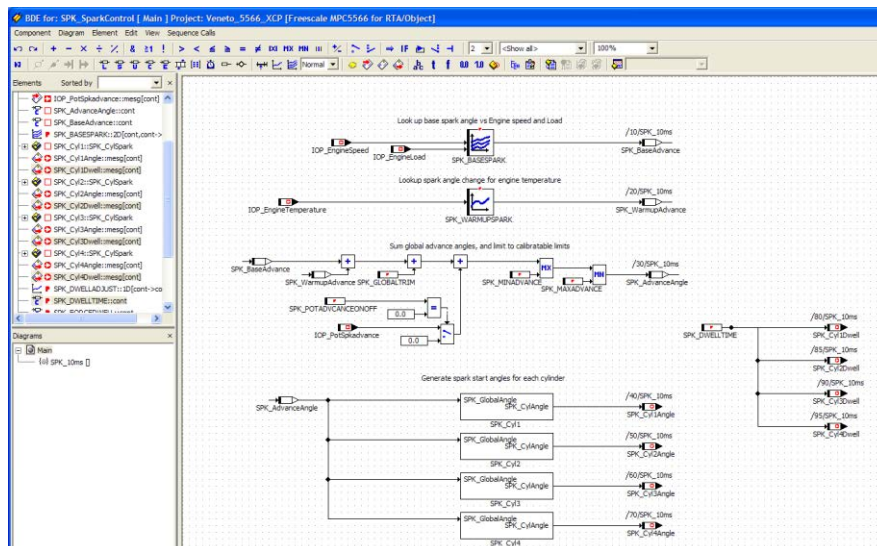 BDE for: SPK_SparkControl [ Main ] Project: Veneto_5566_XCP [Freescale MPC5566 for RTA/Object]
Component Diagram Element Edit View Sequence Calls
2 <Show all> 100%
Normal
Elements Sorted by
IOP_PotSpkadvance::mesg[cont]
SPK_AdvanceAngle::cont
SPK_BaseAdvance::cont
SPK_BASESPARK::2D[cont,cont->
SPK_Cyl1::SPK_CylSpark
SPK_Cyl1Angle::mesg[cont]
SPK_Cyl1Dwell::mesg[cont]
SPK_Cyl2::SPK_CylSpark
SPK_Cyl2Angle::mesg[cont]
SPK_Cyl2Dwell::mesg[cont]
SPK_Cyl3::SPK_CylSpark
SPK_Cyl3Angle::mesg[cont]
SPK_Cyl3Dwell::mesg[cont]
SPK_Cyl4::SPK_CylSpark
SPK_Cyl4Angle::mesg[cont]
SPK_Cyl4Dwell::mesg[cont]
SPK_DWELLADJUST::1D[cont->co
SPK_DWELLTIME::cont
Diagrams
Main
SPK_10ms []
Look up base spark angle vs Engine speed and Load
IOP_EngineSpeed
IOP_EngineLoad
SPK_BASESPARK
/10/SPK_10ms
SPK_BaseAdvance
Lookup spark angle change for engine temperature
IOP_EngineTemperature
SPK_WARMUPSPARK
/20/SPK_10ms
SPK_WarmupAdvance
Sum global advance angles, and limit to calibratable limits
SPK_BaseAdvance
SPK_WarmupAdvance
SPK_GLOBALTRIM
SPK_MINADVANCE
MX
SPK_MAXADVANCE
MN
/30/SPK_10ms
SPK_AdvanceAngle
SPK_POTADVCANCEONOFF
0.0
IOP_PotSpkadvance
0.0
SPK_DWELLTIME
/80/SPK_10ms
SPK_Cyl1Dwell
/85/SPK_10ms
SPK_Cyl2Dwell
/90/SPK_10ms
SPK_Cyl3Dwell
/95/SPK_10ms
SPK_Cyl4Dwell
Generate spark start angles for each cylinder
SPK_AdvanceAngle
SPK_GlobalAngle
SPK_CylAngle
SPK_Cyl1
/40/SPK_10ms
SPK_Cyl1Angle
SPK_GlobalAngle
SPK_CylAngle
SPK_Cyl2
/50/SPK_10ms
SPK_Cyl2Angle
SPK_GlobalAngle
SPK_CylAngle
SPK_Cyl3
/60/SPK_10ms
SPK_Cyl3Angle
SPK_GlobalAngle
SPK_CylAngle
SPK_Cyl4
/70/SPK_10ms
SPK_Cyl4Angle